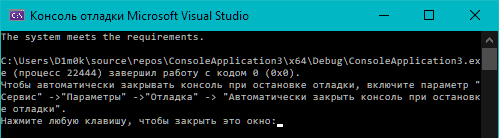 Консоль отладки Microsoft Visual Studio
The system meets the requirements.
C:\Users\D1m0k\source\repos\ConsoleApplication3\x64\Debug\ConsoleApplication3.ex
e (процесс 22444) завершил работу с кодом 0 (0x0).
Чтобы автоматически закрывать консоль при остановке отладки, включите параметр "
Сервис" ->"Параметры" ->"Отладка" -> "Автоматически закрыть консоль при остановк
е отладки".
Нажмите любую клавишу, чтобы закрыть это окно: